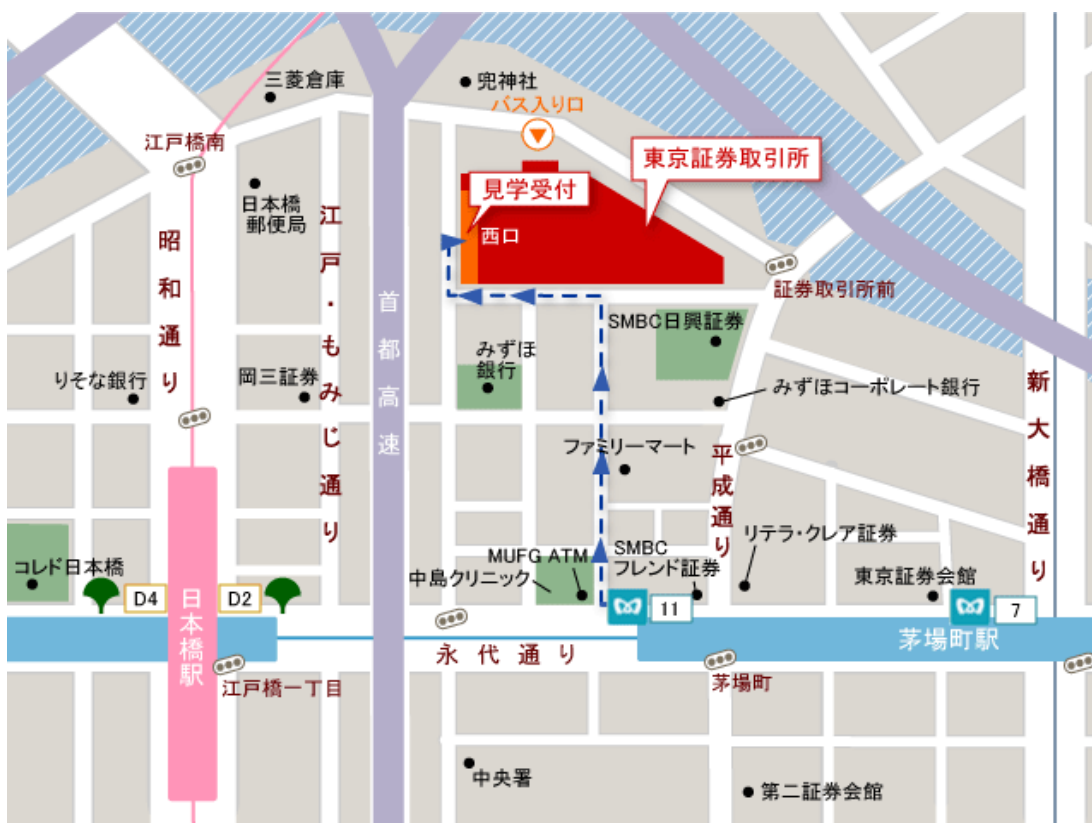 三菱倉庫
兜神社
バス入り口
江戸橋南
東京証券取引所
見学受付
日本橋
郵便局
西口
昭和通り
江戸・もみじ通り
首都高速
証券取引所前
SMBC日興証券
みずほ
銀行
りそな銀行
岡三証券
みずほコーポレート銀行
新大橋通り
ファミリーマート
平成通り
リテラ・クレア証券
MUFG ATM
SMBC
フレンド証券
コレド日本橋
中島クリニック
東京証券会館
D4
D2
11
7
日本橋駅
茅場町駅
永代通り
江戸橋一丁目
茅場町
中央署
第二証券会館